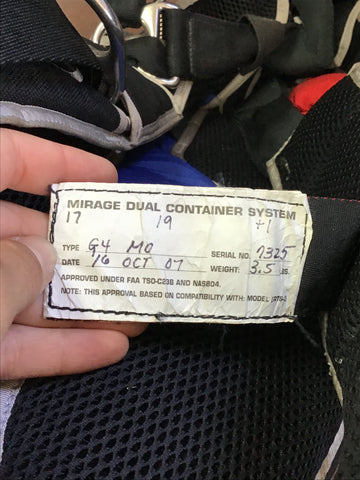 MIRAGE DUAL CONTAINER SYSTEM
17 19 +1
TYPE G4 MO SERIAL NO. 7325
DATE 16 OCT 07 WEIGHT: 3.5 LBS.
APPROVED UNDER FAA TSO-C23B AND NAS804.
NOTE: THIS APPROVAL BASED ON COMPATIBILITY WITH: MODEL